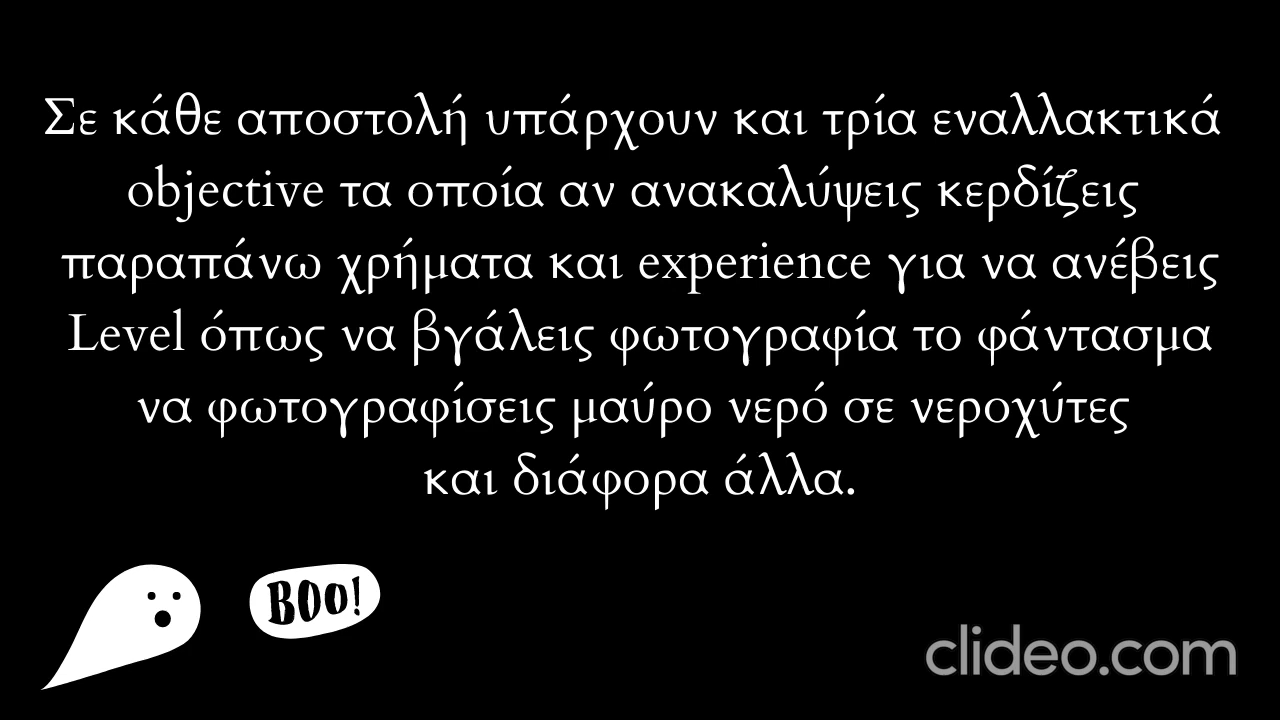 Σε κάθε αποστολή υπάρχουν και τρία εναλλακτικά
objective τα οποία αν ανακαλύψεις κερδίζεις
παραπάνω χρήματα και experience για να ανέβεις
Level όπως να βγάλεις φωτογραφία το φάντασμα
να φωτογραφίσεις μαύρο νερό σε νεροχύτες
και διάφορα άλλα.
BOO!
clideo.com